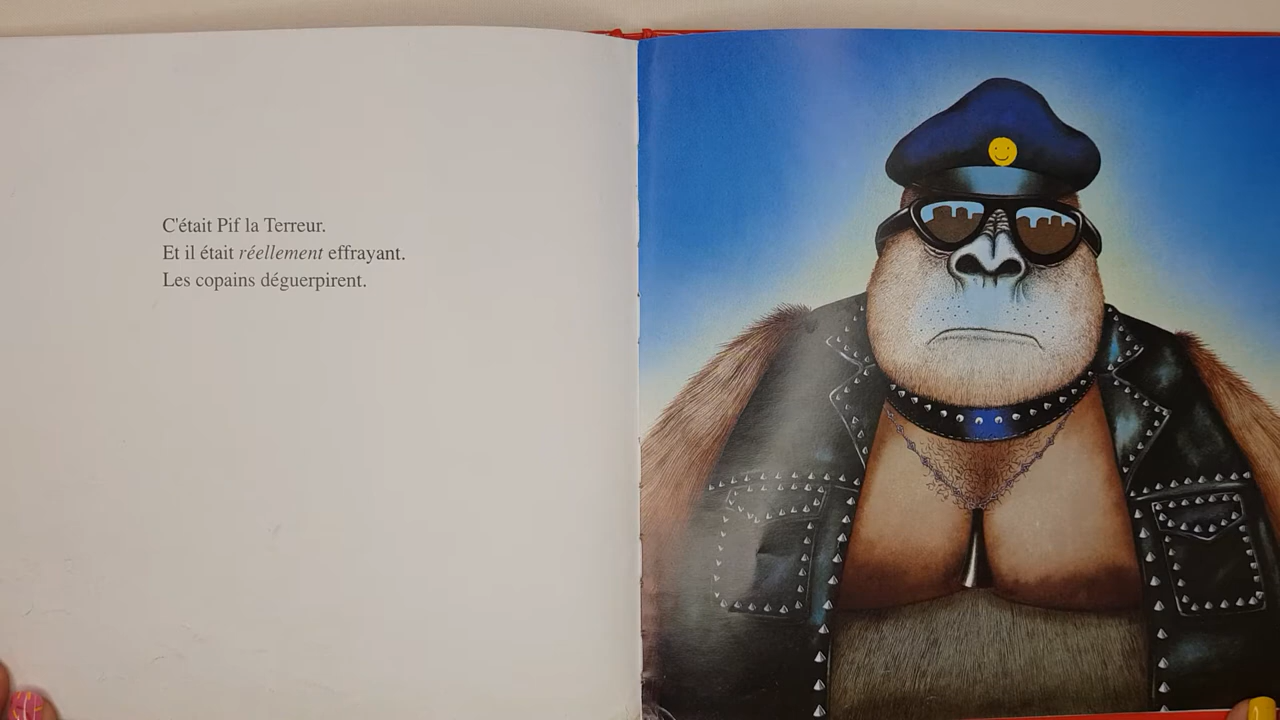 C'était Pif la Terreur.
Et il était réellement effrayant.
Les copains déguerpirent.